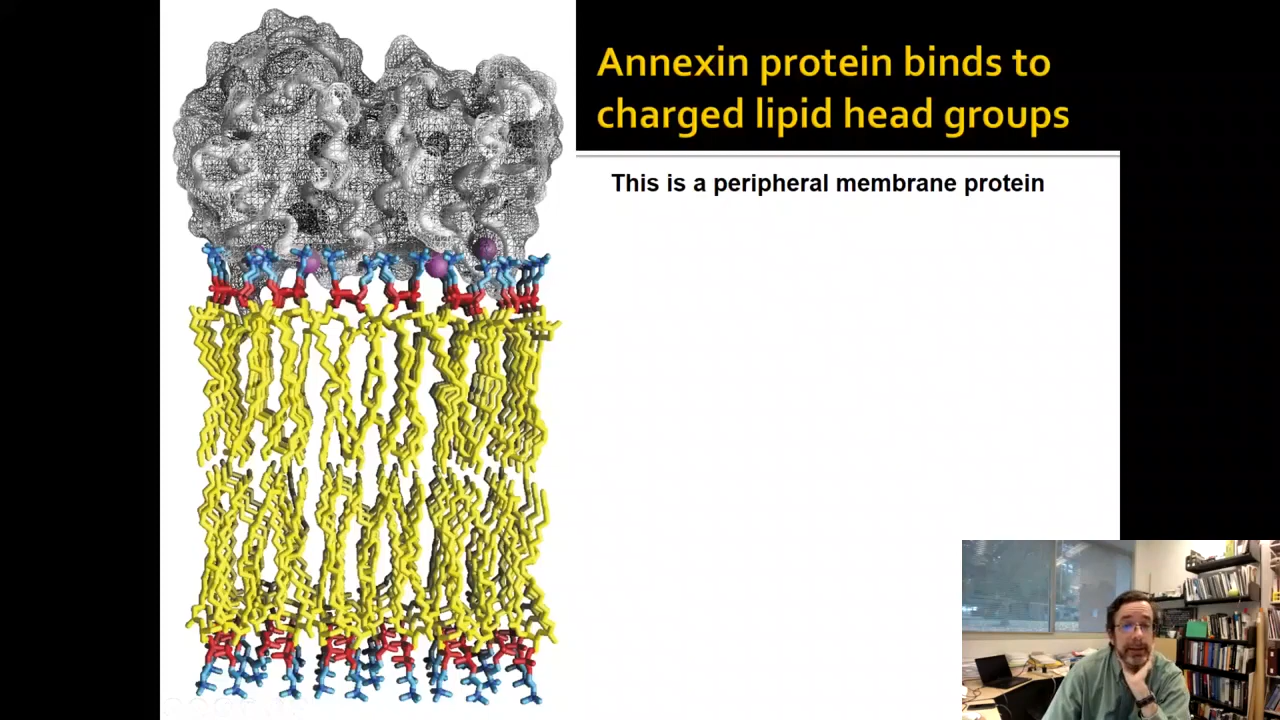 Annexin protein binds to
charged lipid head groups
This is a peripheral membrane protein